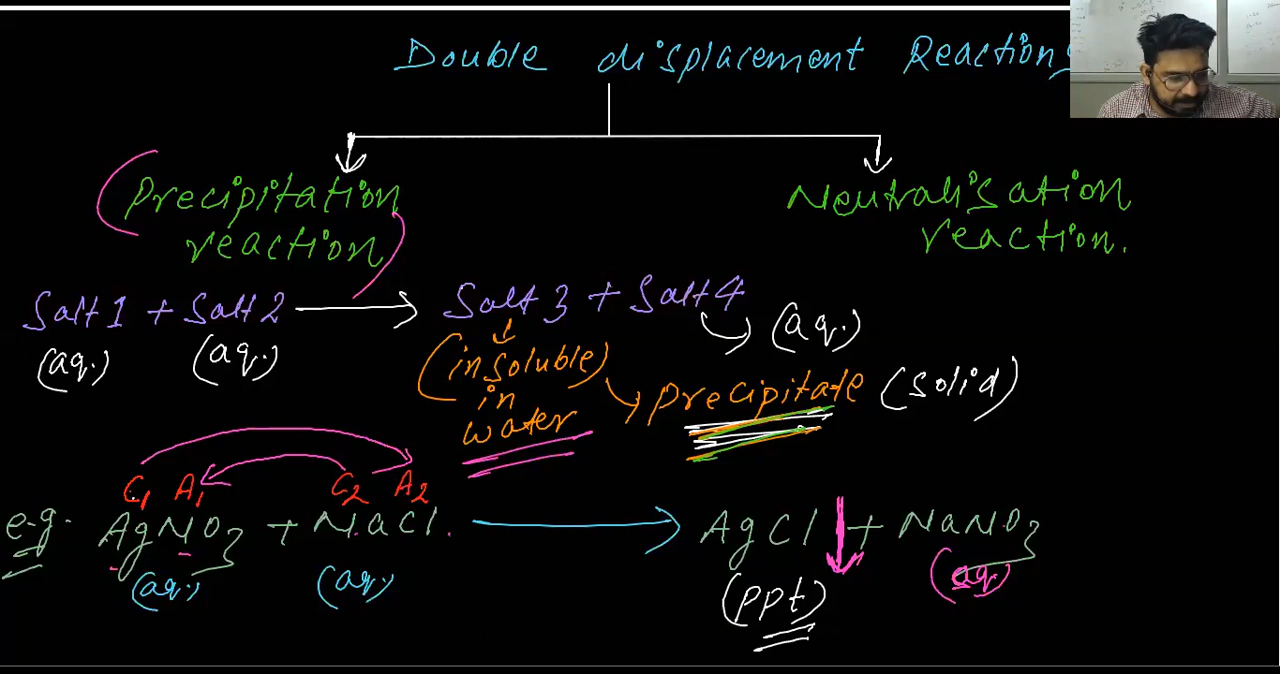 Double displacement Reactions
Precipitation
reaction
Neutralisation
reaction.
Salt 1 + Salt 2 → Salt 3 + Salt 4
(aq.) (aq.) (aq.)
(insoluble)
in
water
precipitate (solid)
C1 A1 C2 A2
e.g. AgNO3 + NaCl. → AgCl ↓ + NaNO3
(aq.) (aq.) (ppt) (aq)